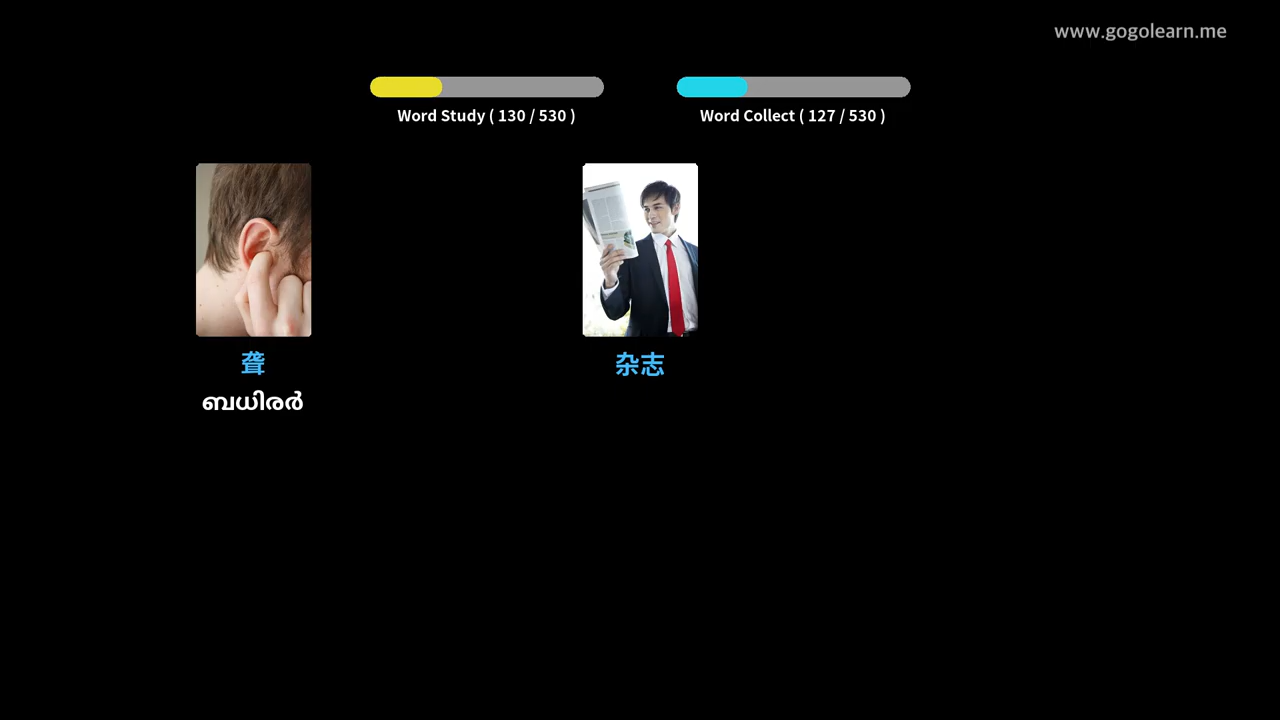 www.gogolearn.me
Word Study ( 130 / 530 )
Word Collect ( 127 / 530 )
聋
杂志
ബധിരർ